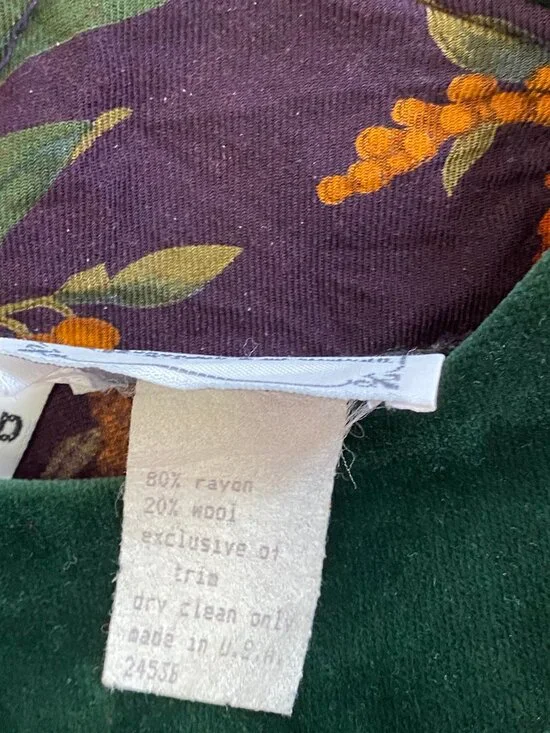 D
80% rayon
20% wool
exclusive of
trim
dry clean only
made in U.S.A.
24536